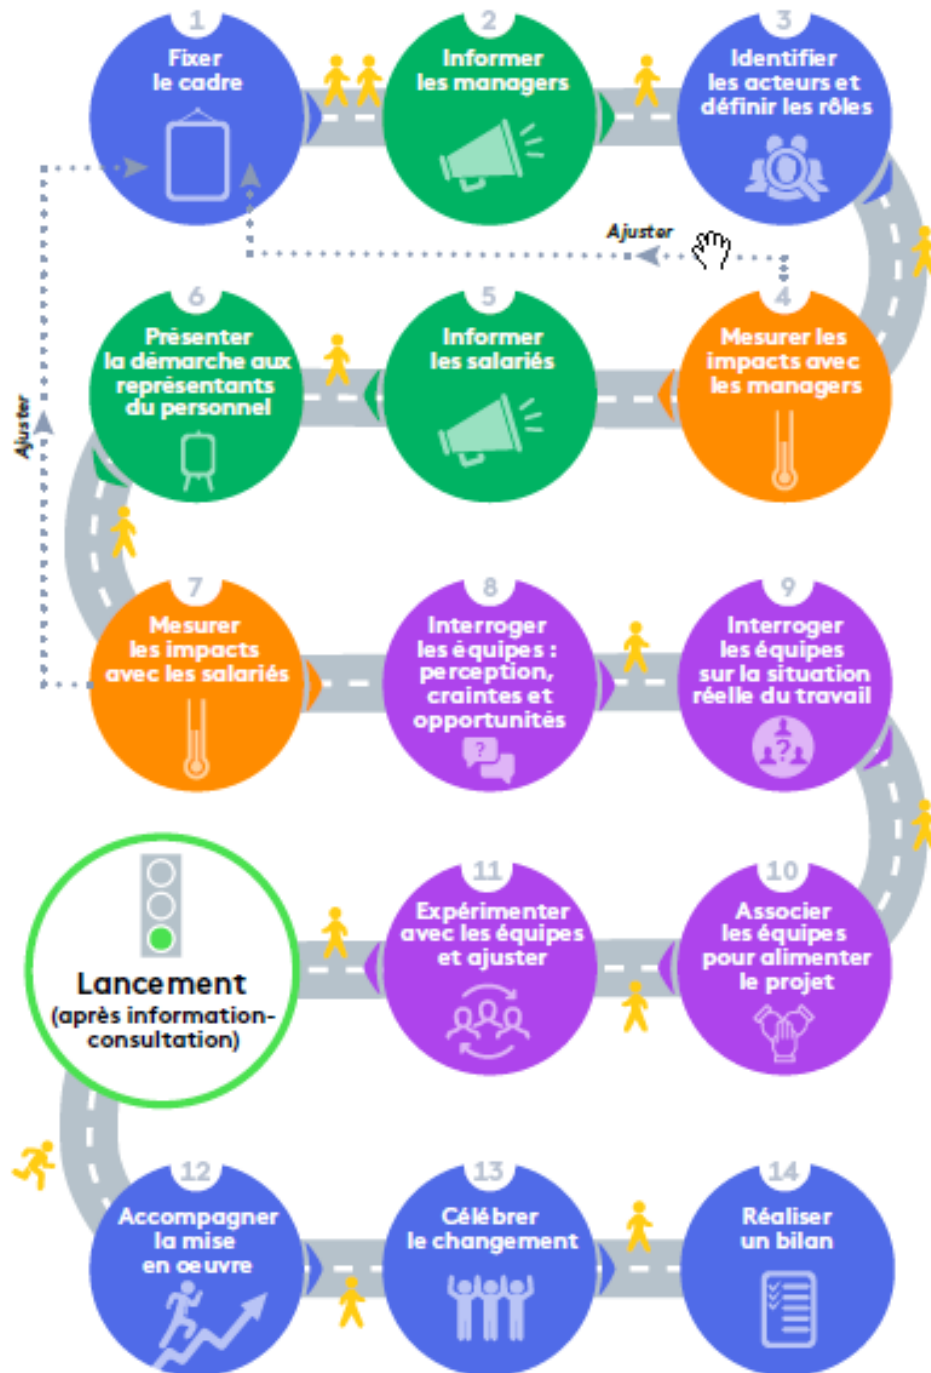 1
Fixer
le cadre
2
Informer
les managers
3
Identifier
les acteurs et
définir les rôles
Ajuster
4
Mesurer les
impacts avec
les managers
5
Informer
les salariés
6
Présenter
la démarche aux
représentants
du personnel
Ajuster
7
Mesurer
les impacts
avec les salariés
8
Interroger
les équipes :
perception,
craintes et
opportunités
?
9
Interroger
les équipes
sur la situation
réelle du travail
?
10
Associer
les équipes
pour alimenter
le projet
11
Expérimenter
avec les équipes
et ajuster
Lancement
(après information-
consultation)
12
Accompagner
la mise
en oeuvre
13
Célébrer
le changement
14
Réaliser
un bilan